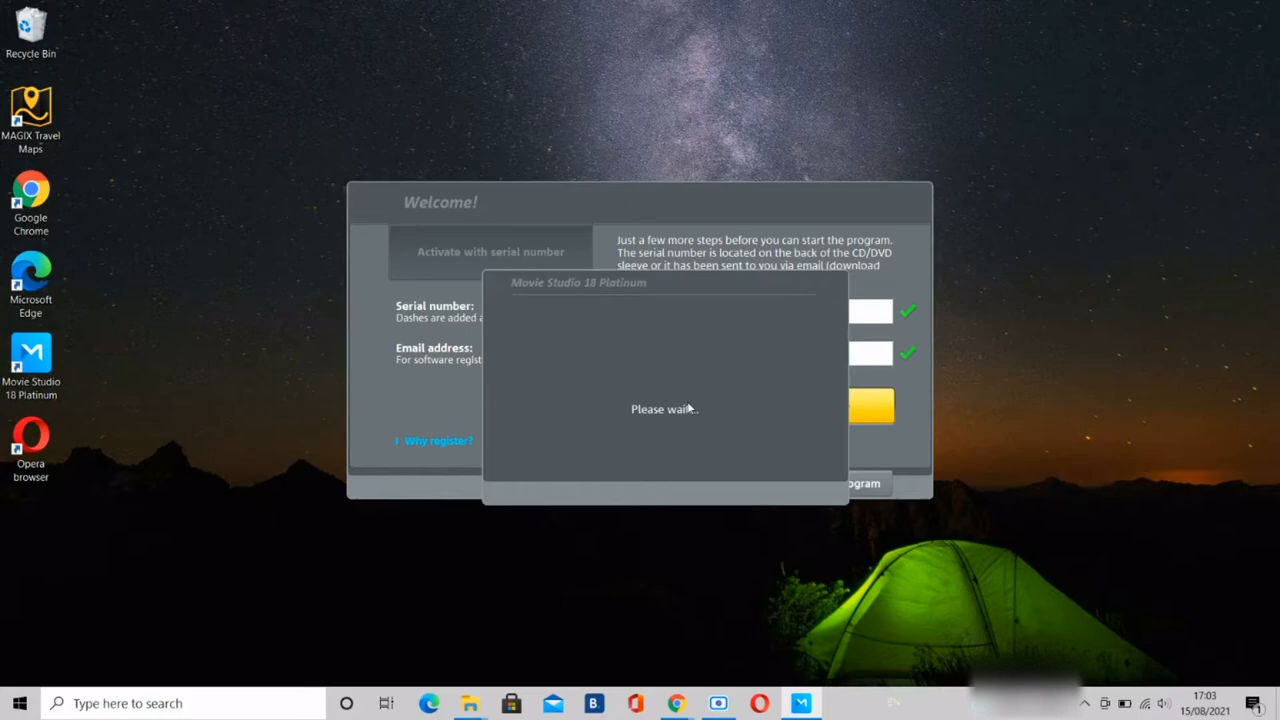 Recycle Bin
MAGIX Travel
Maps
Google
Chrome
Microsoft
Edge
Movie Studio
18 Platinum
Opera
browser
Welcome!
Activate with serial number
Just a few more steps before you can start the program.
The serial number is located on the back of the CD/DVD
sleeve or it has been sent to you via email (download
Movie Studio 18 Platinum
Serial number:
Dashes are added a
Email address:
For software regist
Please wait...
Why register?
ogram
Type here to search
B.
EN
17:03
15/08/2021
1